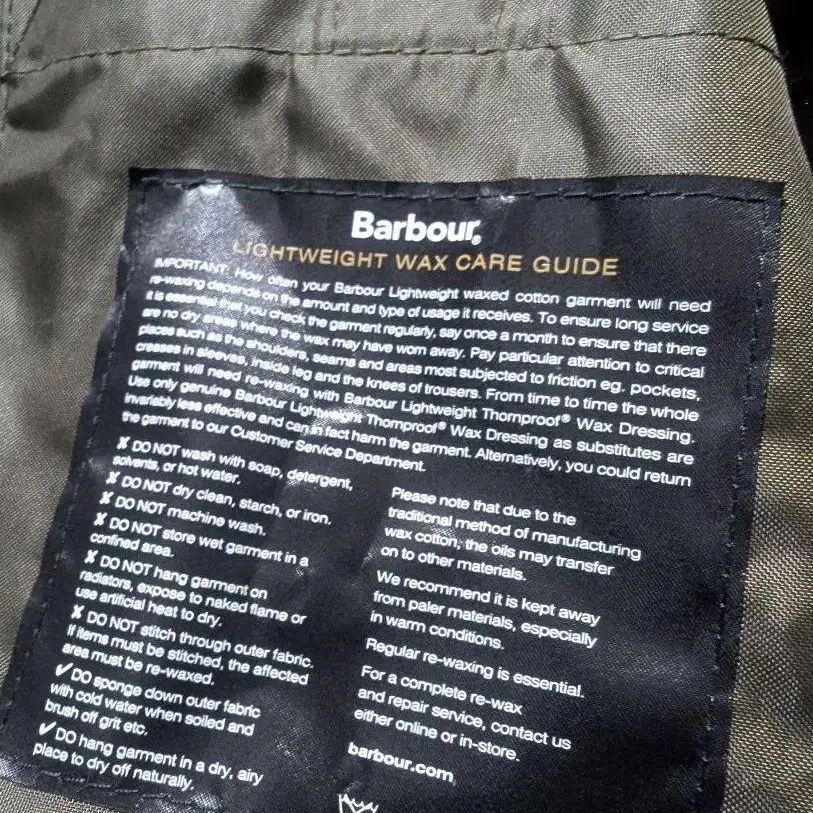 Barbour.
LIGHTWEIGHT WAX CARE GUIDE
IMPORTANT: How often your Barbour Lightweight waxed cotton garment will need
re-waxing depends on the amount and type of usage it receives. To ensure long service
it is essential that you check the garment regularly, say once a month to ensure that there
are no dry areas where the wax may have worn away. Pay particular attention to critical
places such as the shoulders, seams and areas most subjected to friction eg. pockets,
creases in sleeves, inside leg and the knees of trousers. From time to time the whole
garment will need re-waxing with Barbour Lightweight Thornproof® Wax Dressing.
Use only genuine Barbour Lightweight Thornproof® Wax Dressing as substitutes are
invariably less effective and can in fact harm the garment. Alternatively, you could return
the garment to our Customer Service Department.
✘ DO NOT wash with soap, detergent,
solvents, or hot water.
✘ DO NOT dry clean, starch, or iron.
✘ DO NOT machine wash.
✘ DO NOT store wet garment in a
confined area.
✘ DO NOT hang garment on
radiators, expose to naked flame or
use artificial heat to dry.
✘ DO NOT stitch through outer fabric.
If items must be stitched, the affected
area must be re-waxed.
✔ DO sponge down outer fabric
with cold water when soiled and
brush off grit etc.
✔ DO hang garment in a dry, airy
place to dry off naturally.
Please note that due to the
traditional method of manufacturing
wax cotton, the oils may transfer
on to other materials.
We recommend it is kept away
from paler materials, especially
in warm conditions.
Regular re-waxing is essential.
For a complete re-wax
and repair service, contact us
either online or in-store.
barbour.com